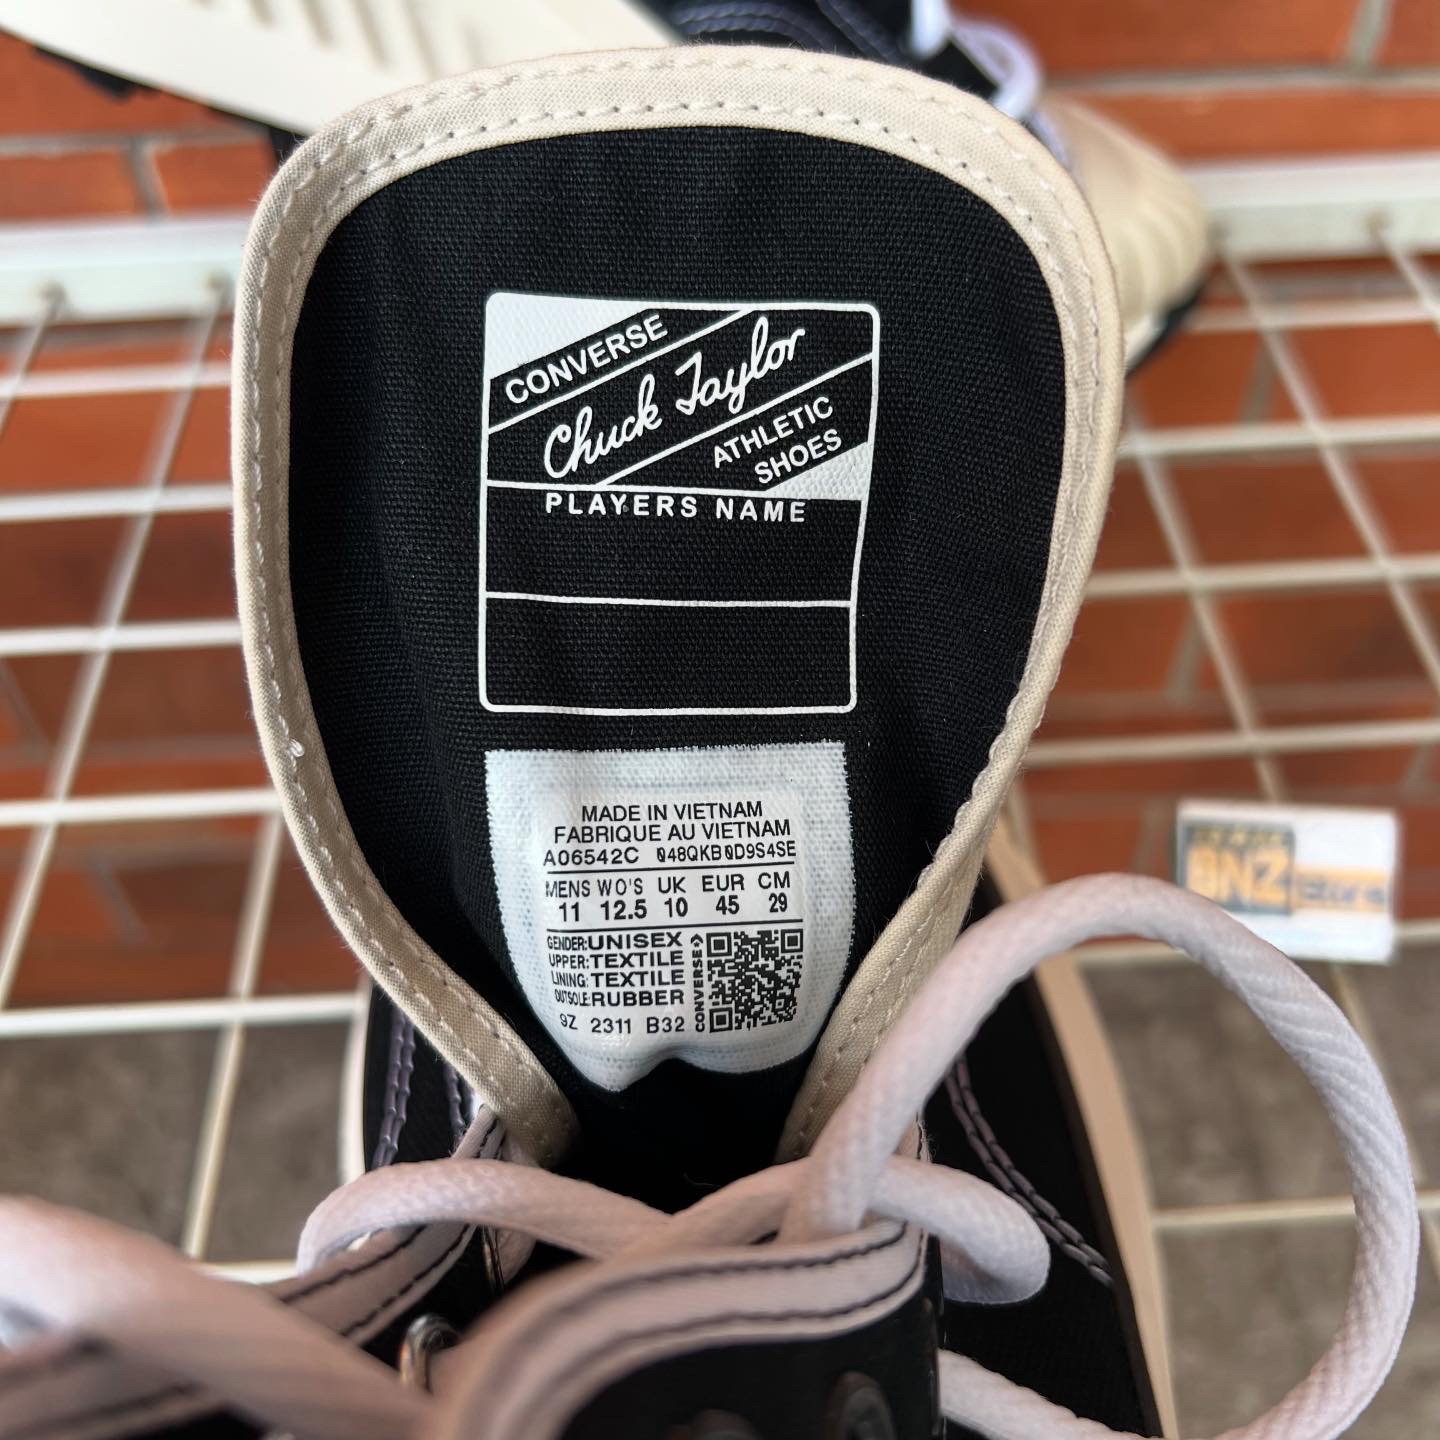 CONVERSE
Chuck Taylor
ATHLETIC
SHOES
PLAYERS NAME
MADE IN VIETNAM
FABRIQUE AU VIETNAM
A06542C 048QKB0D9S4SE
MENS WO'S UK EUR CM
11 12.5 10 45 29
GENDER: UNISEX
UPPER: TEXTILE
LINING: TEXTILE
OUTSOLE: RUBBER
9Z 2311 B32
CONVERSE
BNZ